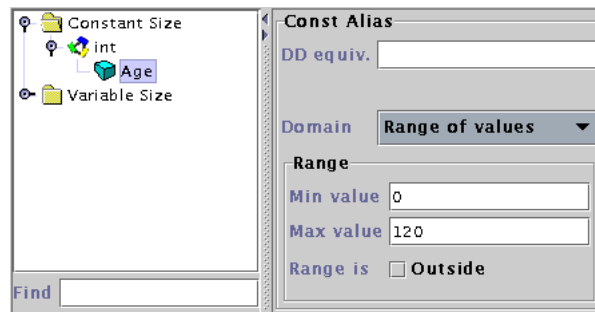 Constant Size
int
Age
Variable Size
Find
Const Alias
DD equiv.
Domain Range of values
Range
Min value 0
Max value 120
Range is Outside